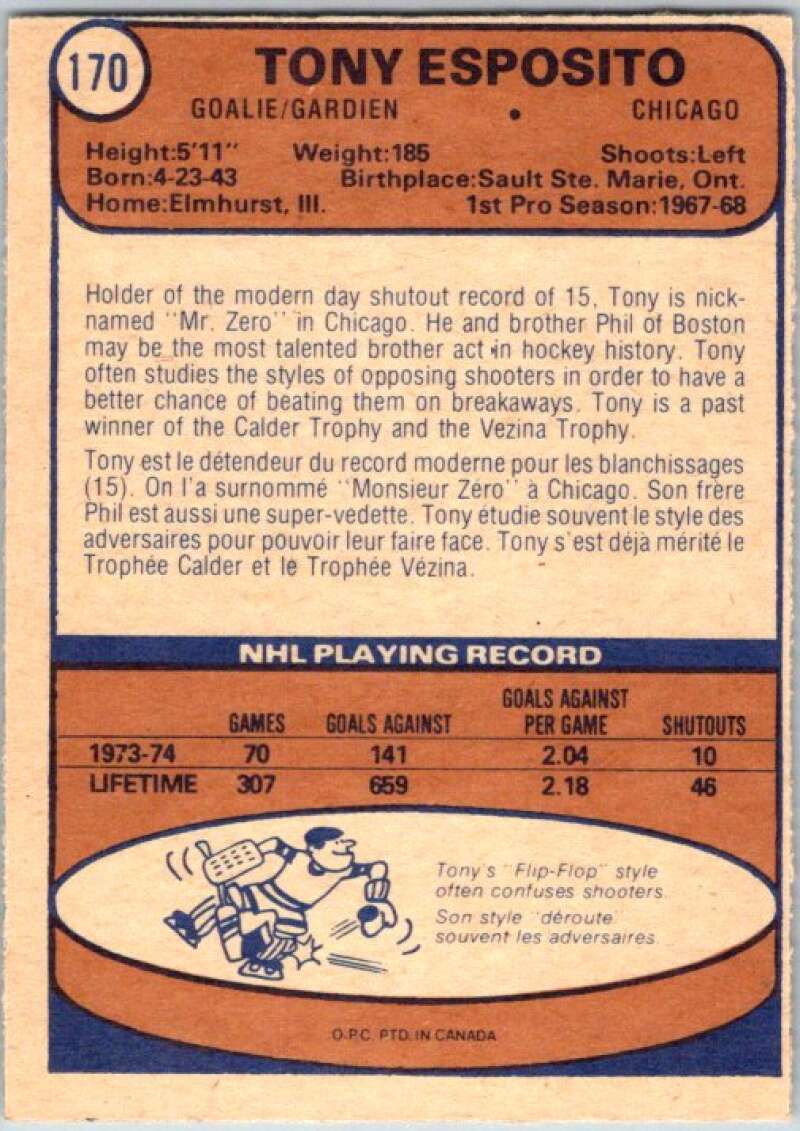 170
TONY ESPOSITO
GOALIE/GARDIEN • CHICAGO
Height:5'11" Weight:185 Shoots:Left
Born:4-23-43 Birthplace:Sault Ste. Marie, Ont.
Home:Elmhurst, Ill. 1st Pro Season:1967-68
Holder of the modern day shutout record of 15, Tony is nick-
named "Mr. Zero" in Chicago. He and brother Phil of Boston
may be the most talented brother act in hockey history. Tony
often studies the styles of opposing shooters in order to have a
better chance of beating them on breakaways. Tony is a past
winner of the Calder Trophy and the Vezina Trophy.
Tony est le détendeur du record moderne pour les blanchissages
(15). On l'a surnommé "Monsieur Zéro" à Chicago. Son frère
Phil est aussi une super-vedette. Tony étudie souvent le style des
adversaires pour pouvoir leur faire face. Tony s'est déjà mérité le
Trophée Calder et le Trophée Vézina.
NHL PLAYING RECORD
GAMES GOALS AGAINST GOALS AGAINST PER GAME SHUTOUTS
1973-74 70 141 2.04 10
LIFETIME 307 659 2.18 46
Tony's "Flip-Flop" style
often confuses shooters.
Son style "déroute"
souvent les adversaires.
O.P.C. PTD. IN CANADA